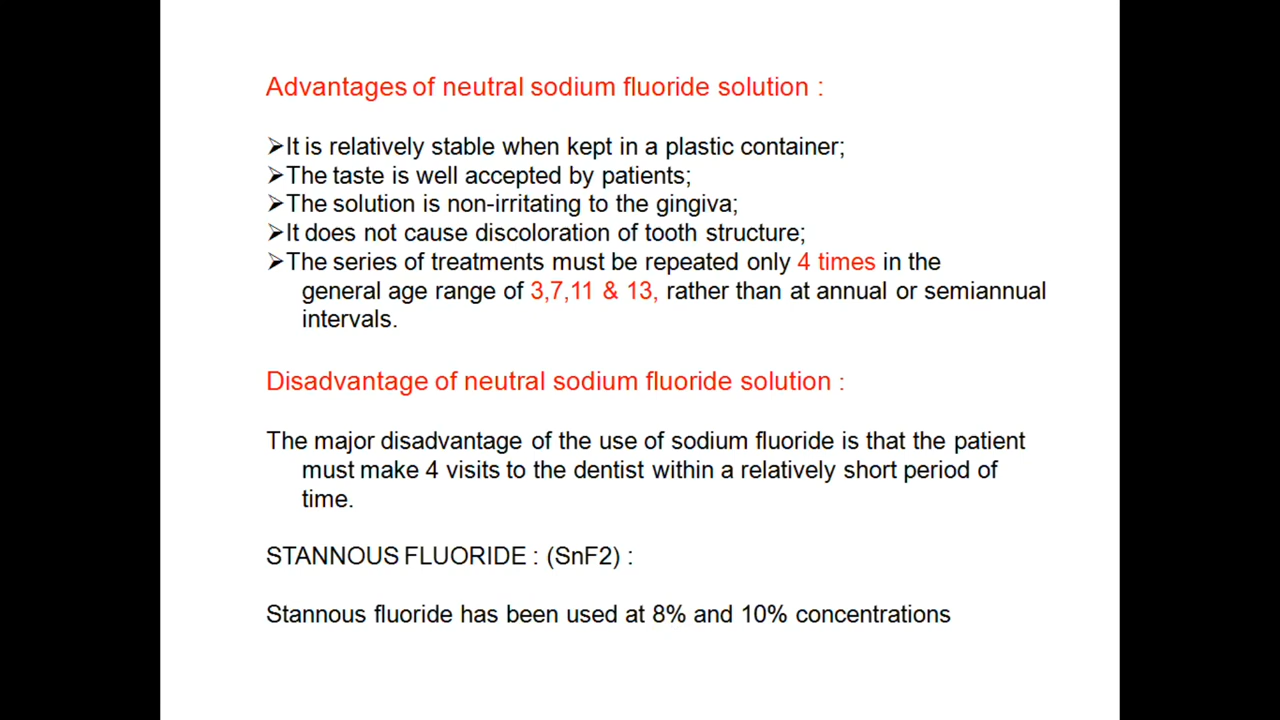 Advantages of neutral sodium fluoride solution :
➢It is relatively stable when kept in a plastic container;
➢The taste is well accepted by patients;
➢The solution is non-irritating to the gingiva;
➢It does not cause discoloration of tooth structure;
➢The series of treatments must be repeated only 4 times in the
general age range of 3,7,11 & 13, rather than at annual or semiannual
intervals.
Disadvantage of neutral sodium fluoride solution :
The major disadvantage of the use of sodium fluoride is that the patient
must make 4 visits to the dentist within a relatively short period of
time.
STANNOUS FLUORIDE : (SnF2) :
Stannous fluoride has been used at 8% and 10% concentrations